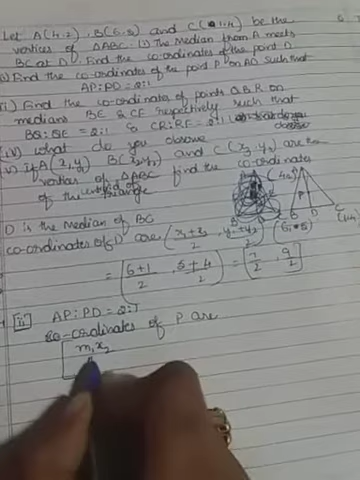 Let A(4,2), B(6,5) and C(1,4) be the
vertices of ΔABC. (i) The Median from A meets
BC at D. Find the co-ordinates of the point D.
Find the co-ordinates of the point P on AD such that
AP:PD = 2:1
Find the co-ordinates of points Q & R on
medians BE & CF respectively such that
BQ:QE = 2:1 & CR:RF = 2:1
(iv) What do you observe
v) If A(x₁,y₁) B(x₂,y₂) and C(x₃,y₃) are the
vertices of ΔABC find the co-ordinates
of the centroid of triangle
D is the Median of BC
co-ordinates of D are (x₁+x₂/2, y₁+y₂/2)
= (6+1/2, 5+4/2) = (7/2, 9/2)
[ii] AP:PD = 2:1
co-ordinates of P are
m₁x₂